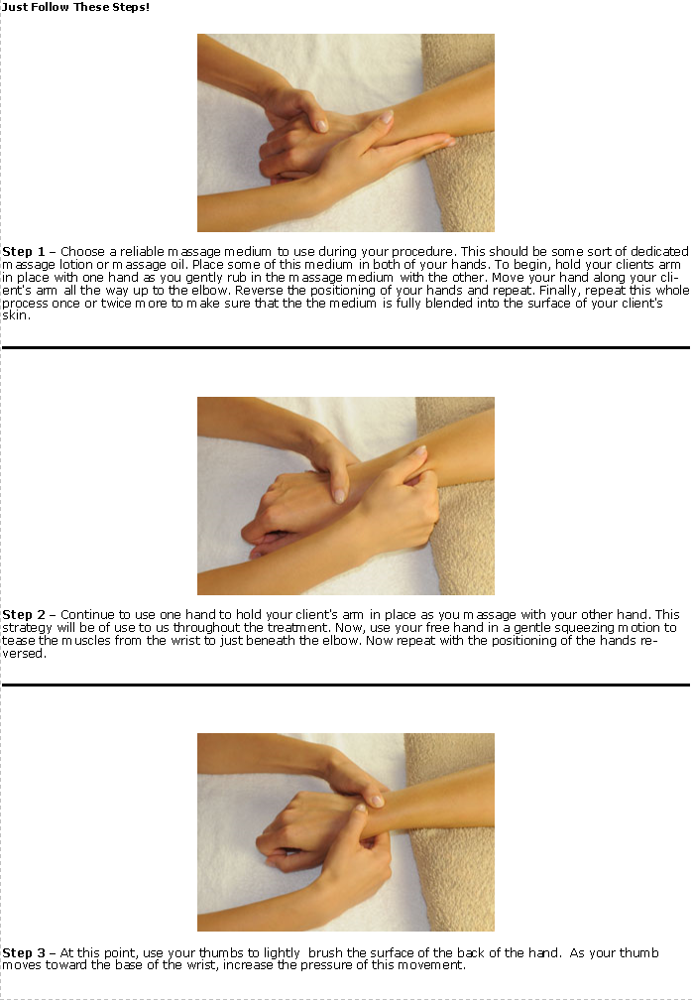 Just Follow These Steps!
Step 1 – Choose a reliable massage medium to use during your procedure. This should be some sort of dedicated
massage lotion or massage oil. Place some of this medium in both of your hands. To begin, hold your clients arm
in place with one hand as you gently rub in the massage medium with the other. Move your hand along your cli-
ent's arm all the way up to the elbow. Reverse the positioning of your hands and repeat. Finally, repeat this whole
process once or twice more to make sure that the the medium is fully blended into the surface of your client's
skin.
Step 2 – Continue to use one hand to hold your client's arm in place as you massage with your other hand. This
strategy will be of use to us throughout the treatment. Now, use your free hand in a gentle squeezing motion to
tease the muscles from the wrist to just beneath the elbow. Now repeat with the positioning of the hands re-
versed.
Step 3 – At this point, use your thumbs to lightly  brush the surface of the back of the hand.  As your thumb
moves toward the base of the wrist, increase the pressure of this movement.